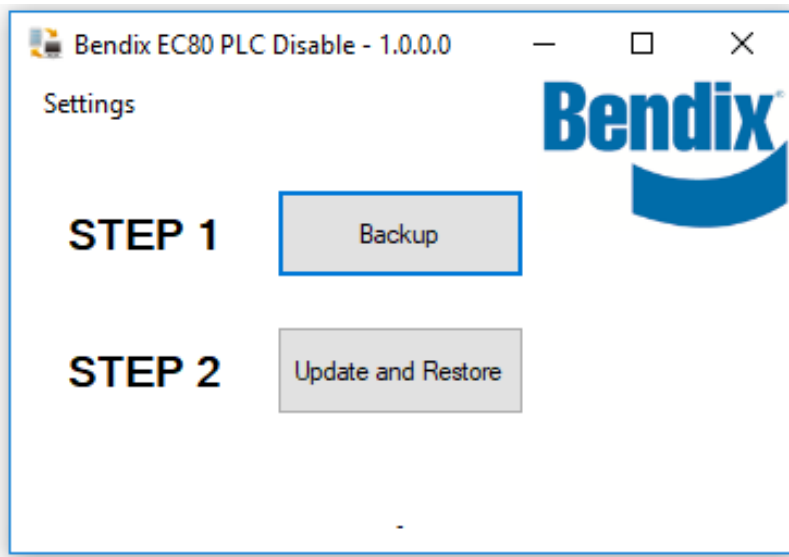 Bendix EC80 PLC Disable - 1.0.0.0
Settings
Bendix®
STEP 1 Backup
STEP 2 Update and Restore
-